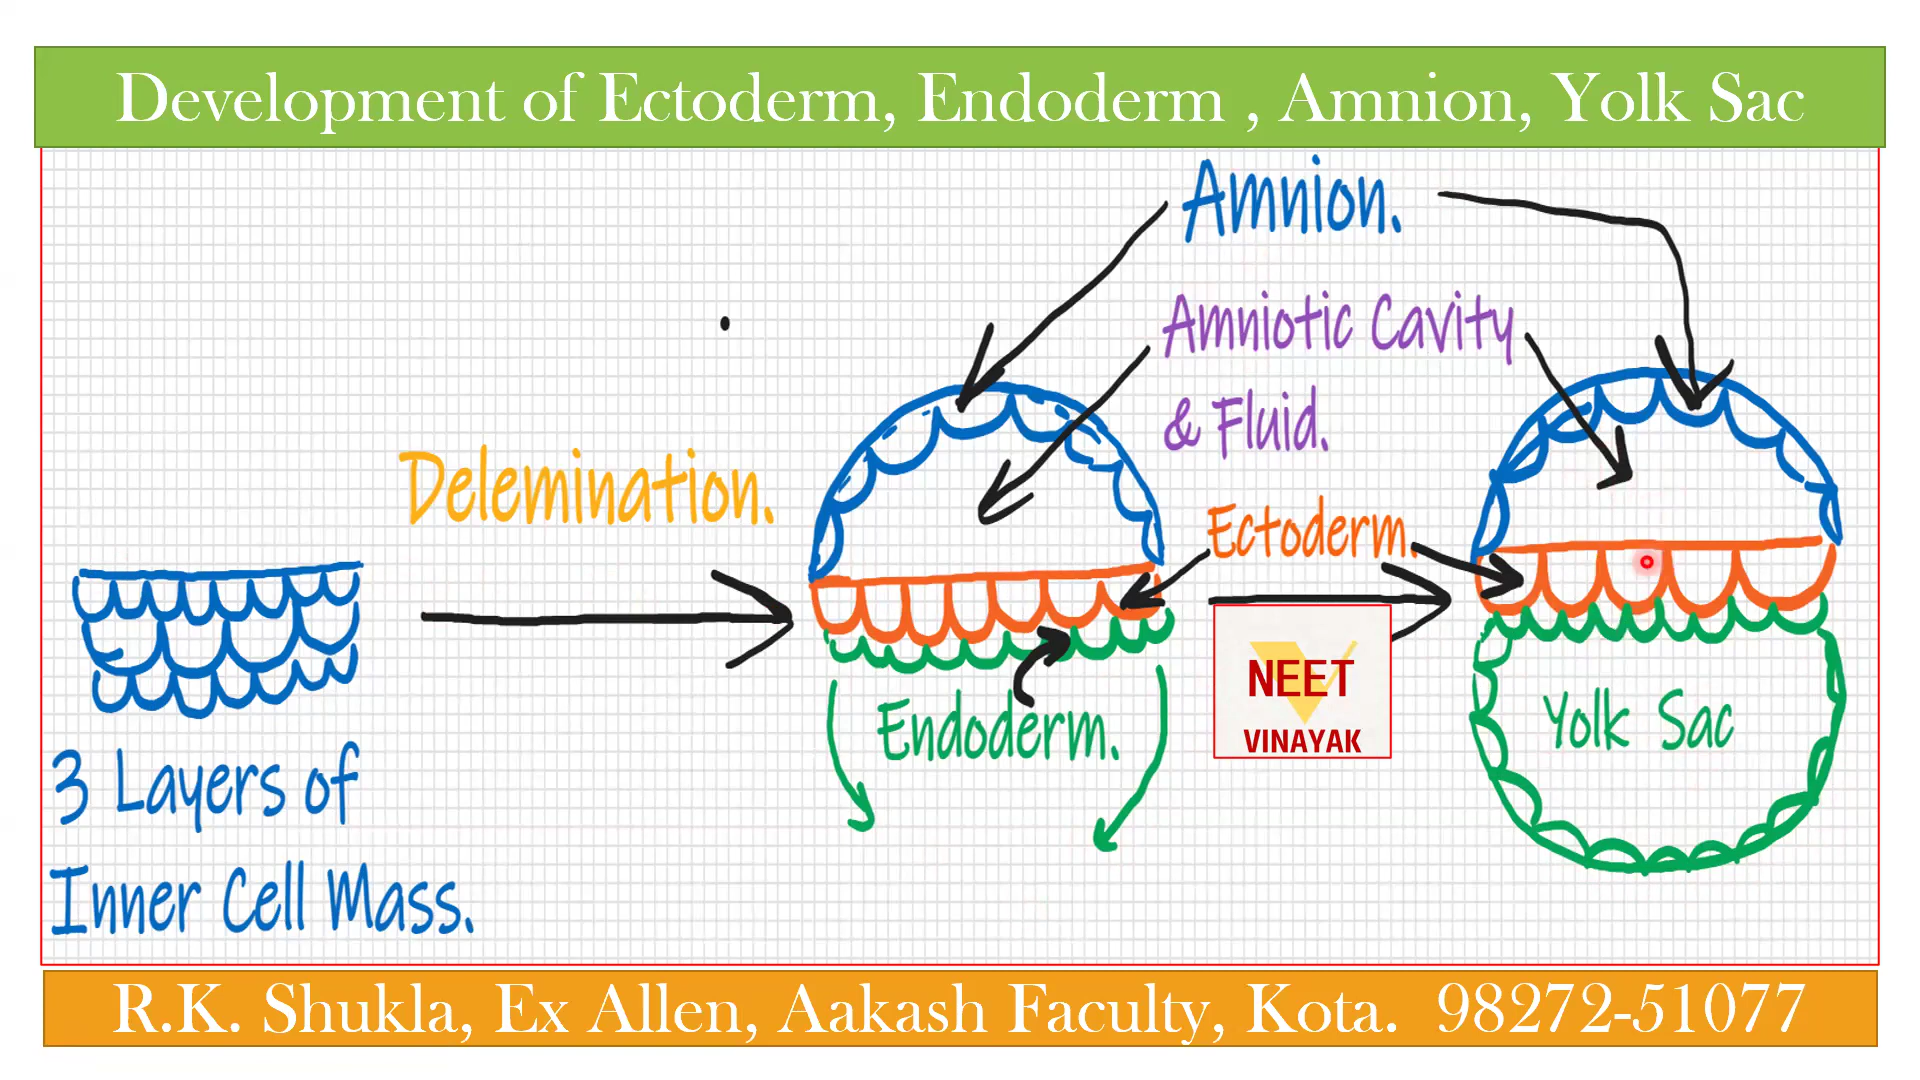 Development of Ectoderm, Endoderm , Amnion, Yolk Sac
Amnion.
Amniotic Cavity
& Fluid.
Delemination.
Ectoderm.
NEET
VINAYAK
Endoderm.
Yolk Sac
3 Layers of
Inner Cell Mass.
R.K. Shukla, Ex Allen, Aakash Faculty, Kota. 98272-51077